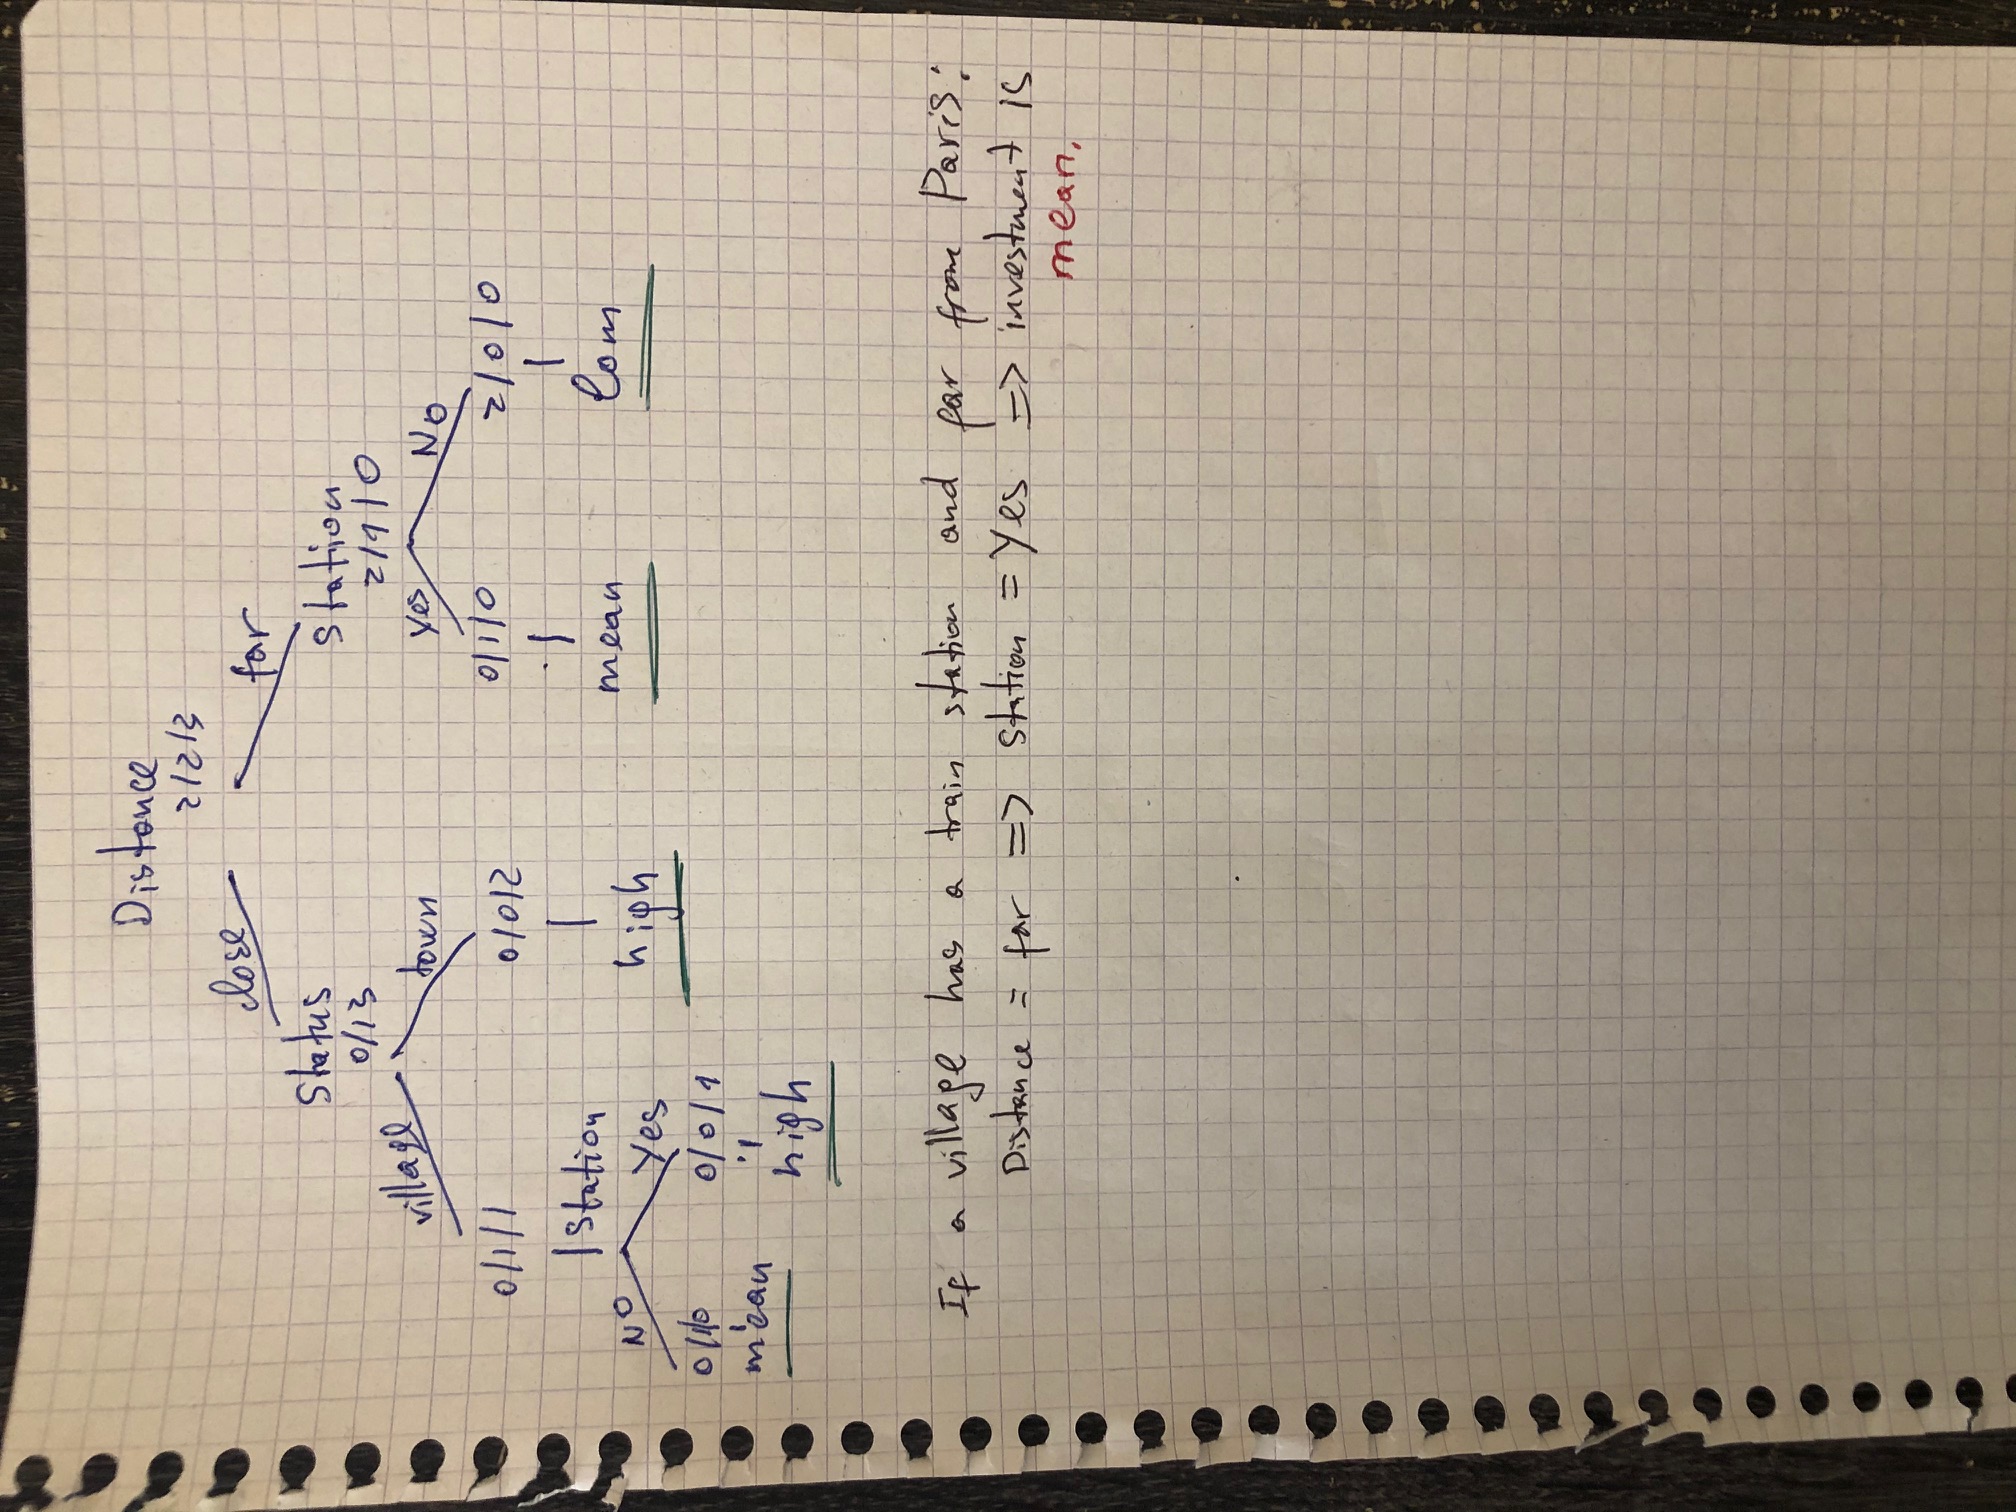 Distance
2/2/3
close
far
Status
0/13
Station
2/1/0
village
town
Yes
No
0/1/1
0/0/2
0/1/0
2/0/0
Station
high
mean
low
NO
Yes
0/1/0
0/0/1
mean
high
If a village has a train station and far from Paris:
Distance = far => Station = Yes => investment is
mean.